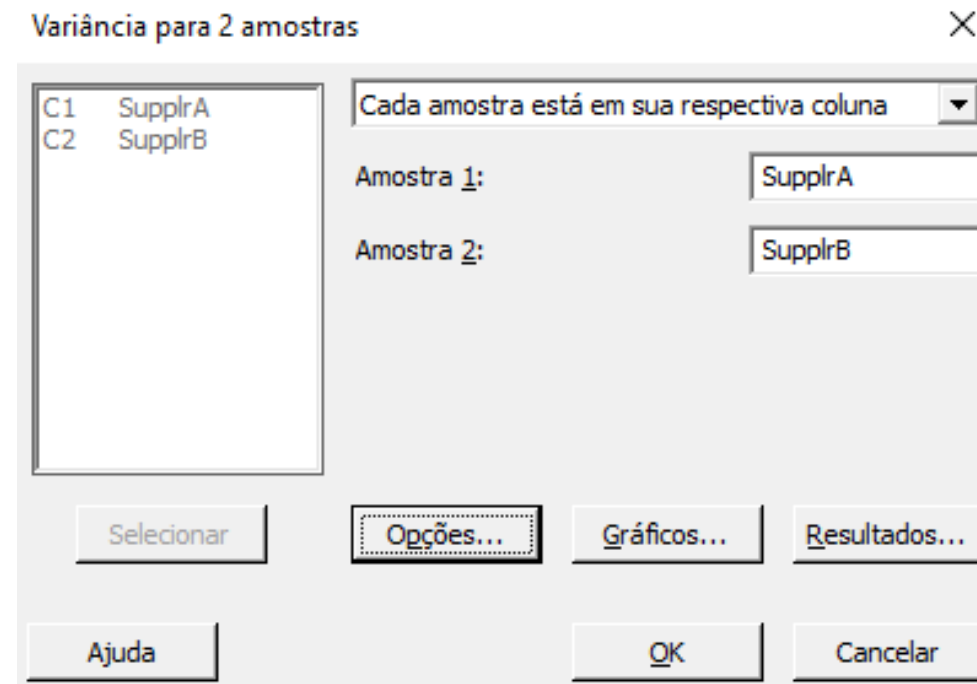 Variância para 2 amostras
C1 SupplrA
C2 SupplrB
Cada amostra está em sua respectiva coluna
Amostra 1: SupplrA
Amostra 2: SupplrB
Selecionar Opções... Gráficos... Resultados...
Ajuda OK Cancelar